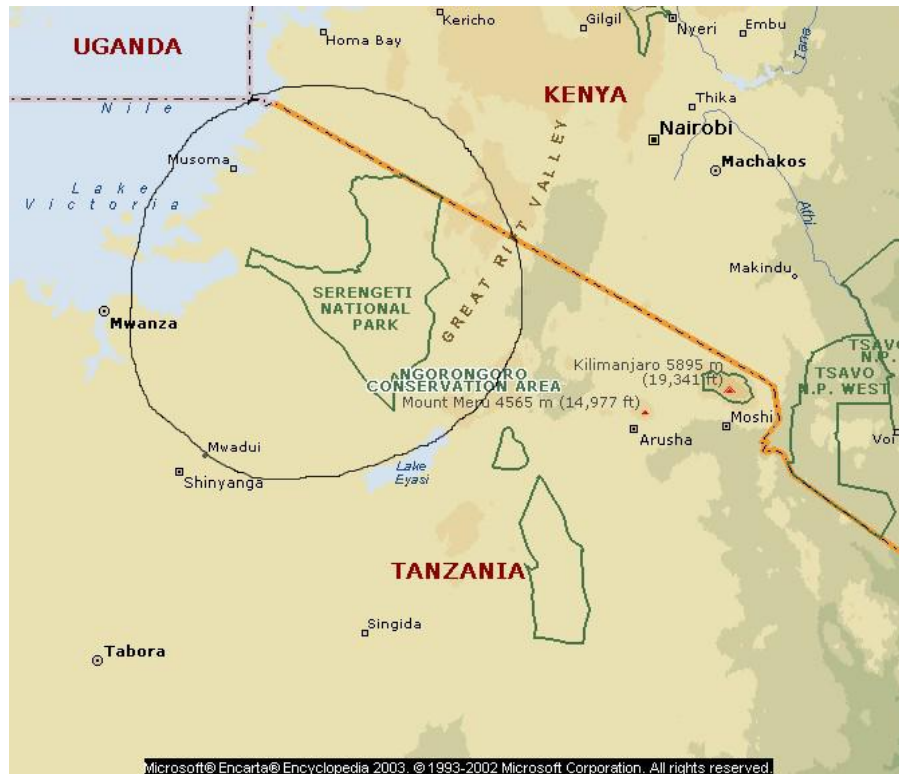 Kericho
Gilgil
Nyeri
Embu
UGANDA
Homa Bay
Tana
KENYA
Thika
Nile
Nairobi
Musoma
Machakos
Lake
Victoria
GREAT RIFT VALLEY
Athi
Makindu
SERENGETI
NATIONAL
PARK
Mwanza
TSAVO
N.P.
TSAVO
N.P. WEST
Kilimanjaro 5895 m
(19,341 ft)
NGORONGORO
CONSERVATION AREA
Mount Meru 4565 m (14,977 ft)
Moshi
Arusha
Voi
Mwadui
Shinyanga
Lake
Eyasi
TANZANIA
Singida
Tabora
Microsoft® Encarta® Encyclopedia 2003. © 1993-2002 Microsoft Corporation. All rights reserved.